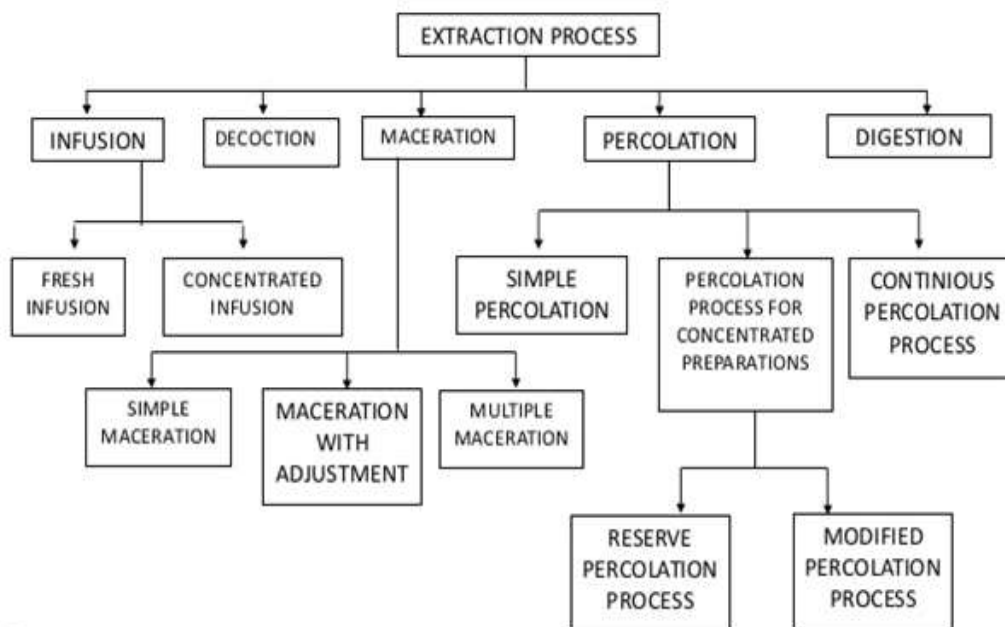 EXTRACTION PROCESS
INFUSION
DECOCTION
MACERATION
PERCOLATION
DIGESTION
FRESH
INFUSION
CONCENTRATED
INFUSION
SIMPLE
PERCOLATION
PERCOLATION
PROCESS FOR
CONCENTRATED
PREPARATIONS
CONTINIOUS
PERCOLATION
PROCESS
SIMPLE
MACERATION
MACERATION
WITH
ADJUSTMENT
MULTIPLE
MACERATION
RESERVE
PERCOLATION
PROCESS
MODIFIED
PERCOLATION
PROCESS